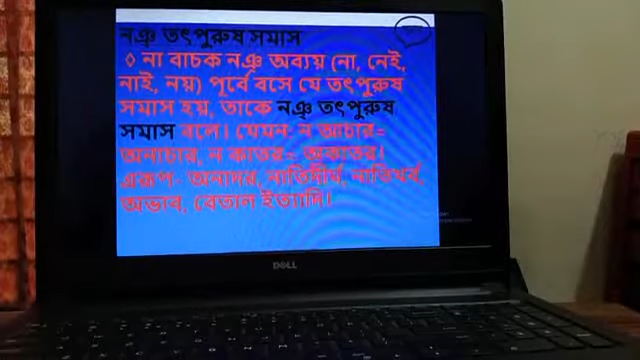 নঞ্ তৎপুরুষ সমাস
◊ না বাচক নঞ্ অব্যয় (না, নেই,
নাই, নয়) পূর্বে বসে যে তৎপুরুষ
সমাস হয়, তাকে নঞ্ তৎপুরুষ
সমাস বলে। যেমন: ন আচার=
অনাচার, ন কাতর= অকাতর।
এরূপ- অনাদর, নাতিদীর্ঘ, নাতিখর্ব,
অভাব, বেতাল ইত্যাদি।
DELL